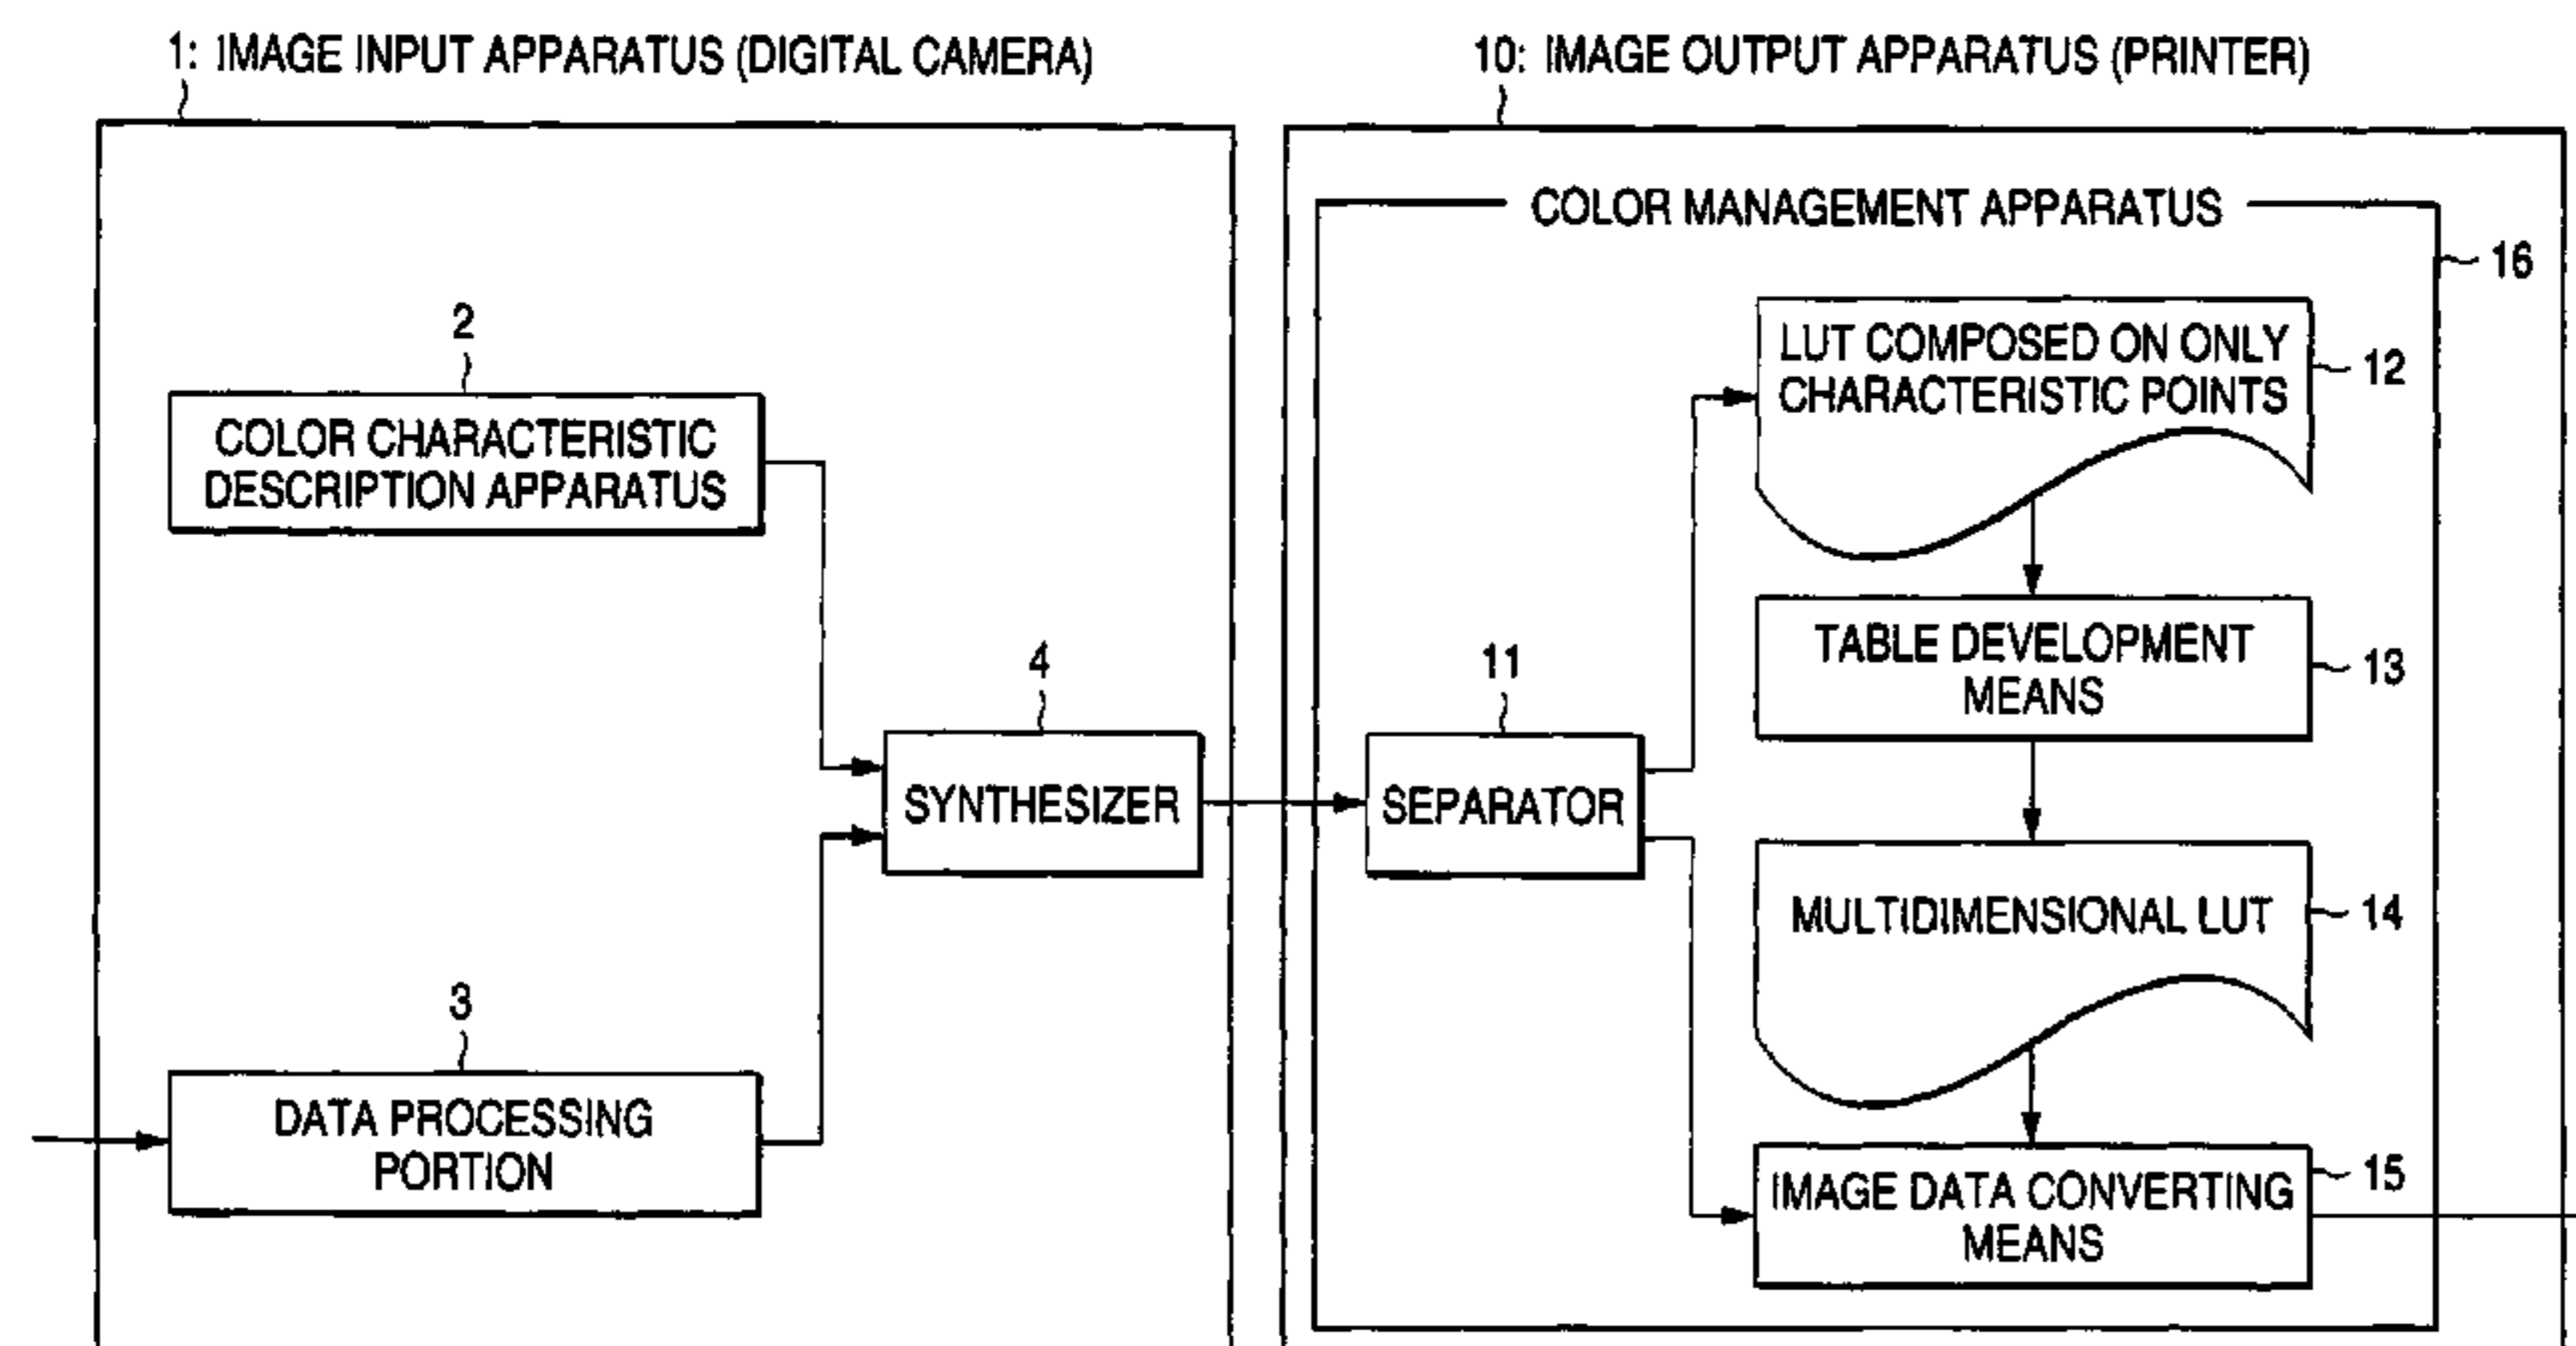 1: IMAGE INPUT APPARATUS (DIGITAL CAMERA)
2
COLOR CHARACTERISTIC
DESCRIPTION APPARATUS
3
DATA PROCESSING
PORTION
4
SYNTHESIZER
10: IMAGE OUTPUT APPARATUS (PRINTER)
COLOR MANAGEMENT APPARATUS
16
11
SEPARATOR
LUT COMPOSED ON ONLY
CHARACTERISTIC POINTS
12
TABLE DEVELOPMENT
MEANS
13
MULTIDIMENSIONAL LUT
14
IMAGE DATA CONVERTING
MEANS
15